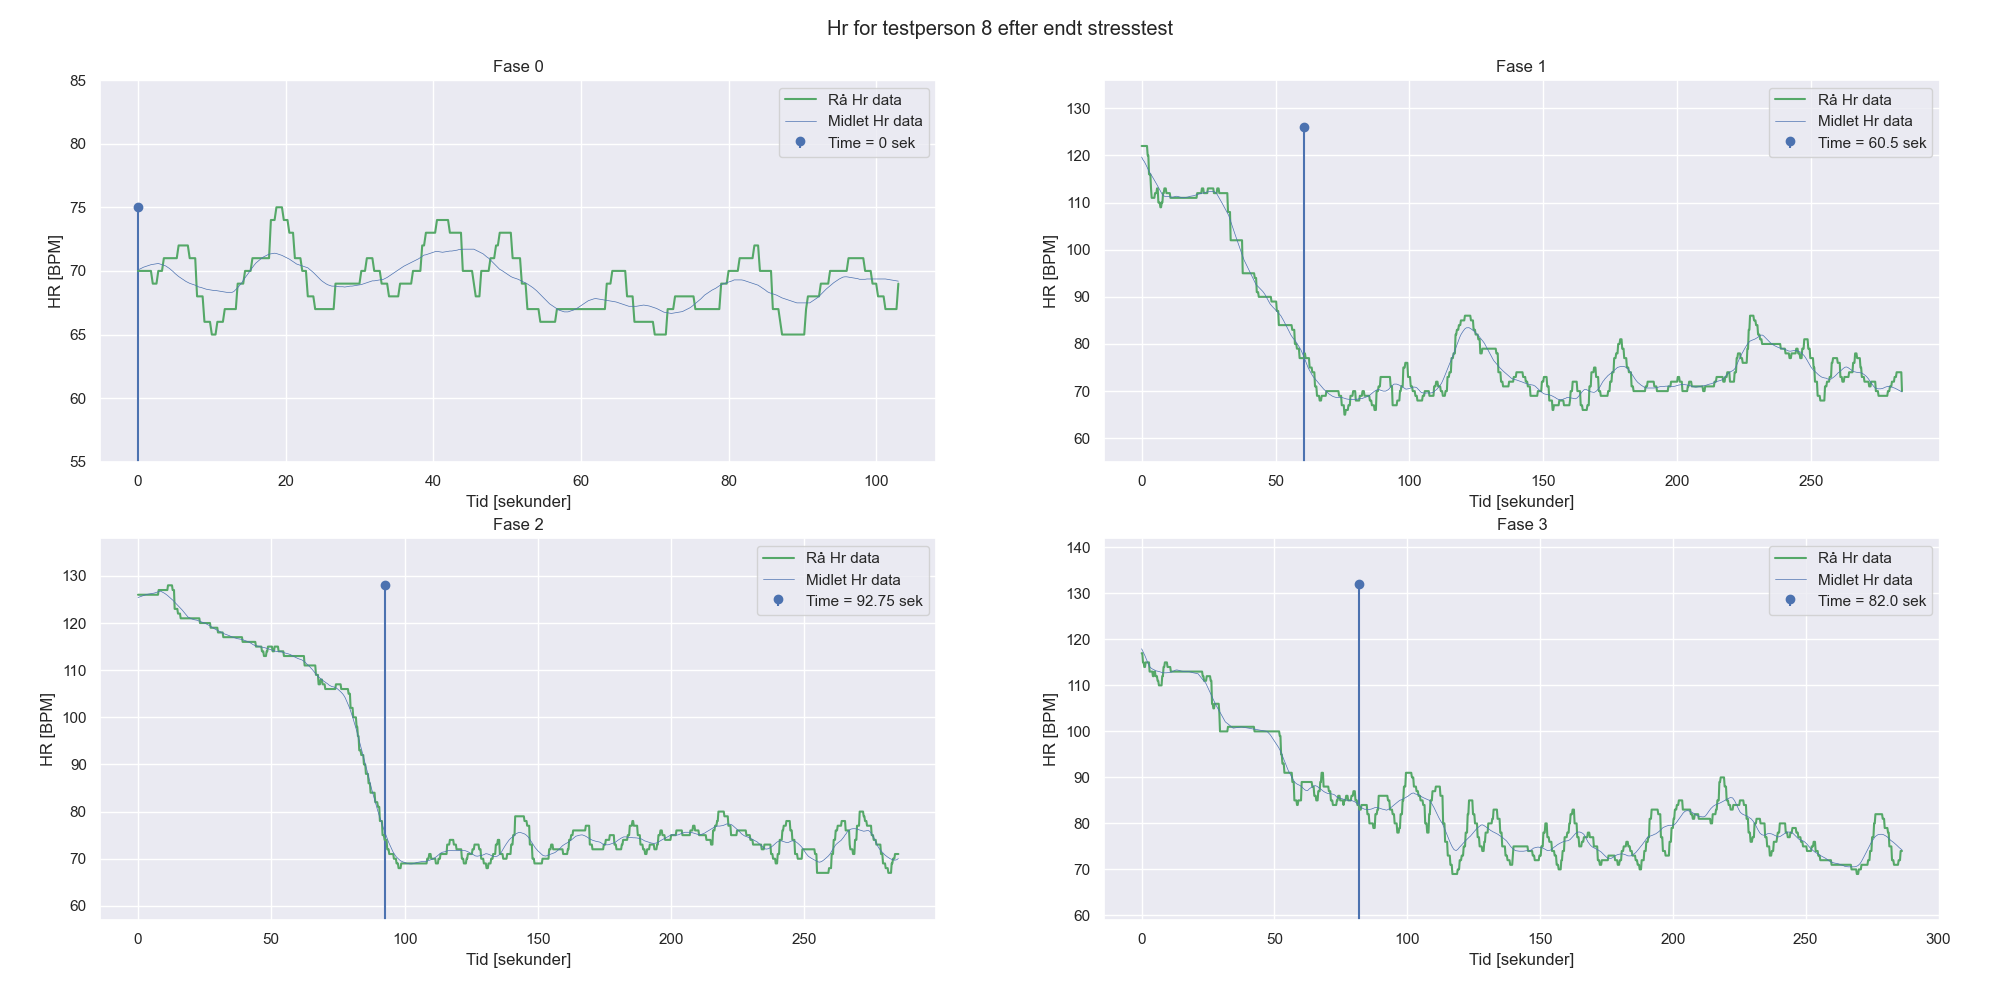 Hr for testperson 8 efter endt stresstest
Fase 0
85
80
75
70
65
60
55
HR [BPM]
0 20 40 60 80 100
Tid [sekunder]
Rå Hr data
Midlet Hr data
Time = 0 sek
Fase 1
130
120
110
100
90
80
70
60
HR [BPM]
0 50 100 150 200 250
Tid [sekunder]
Rå Hr data
Midlet Hr data
Time = 60.5 sek
Fase 2
130
120
110
100
90
80
70
60
HR [BPM]
0 50 100 150 200 250
Tid [sekunder]
Rå Hr data
Midlet Hr data
Time = 92.75 sek
Fase 3
140
130
120
110
100
90
80
70
60
HR [BPM]
0 50 100 150 200 250 300
Tid [sekunder]
Rå Hr data
Midlet Hr data
Time = 82.0 sek